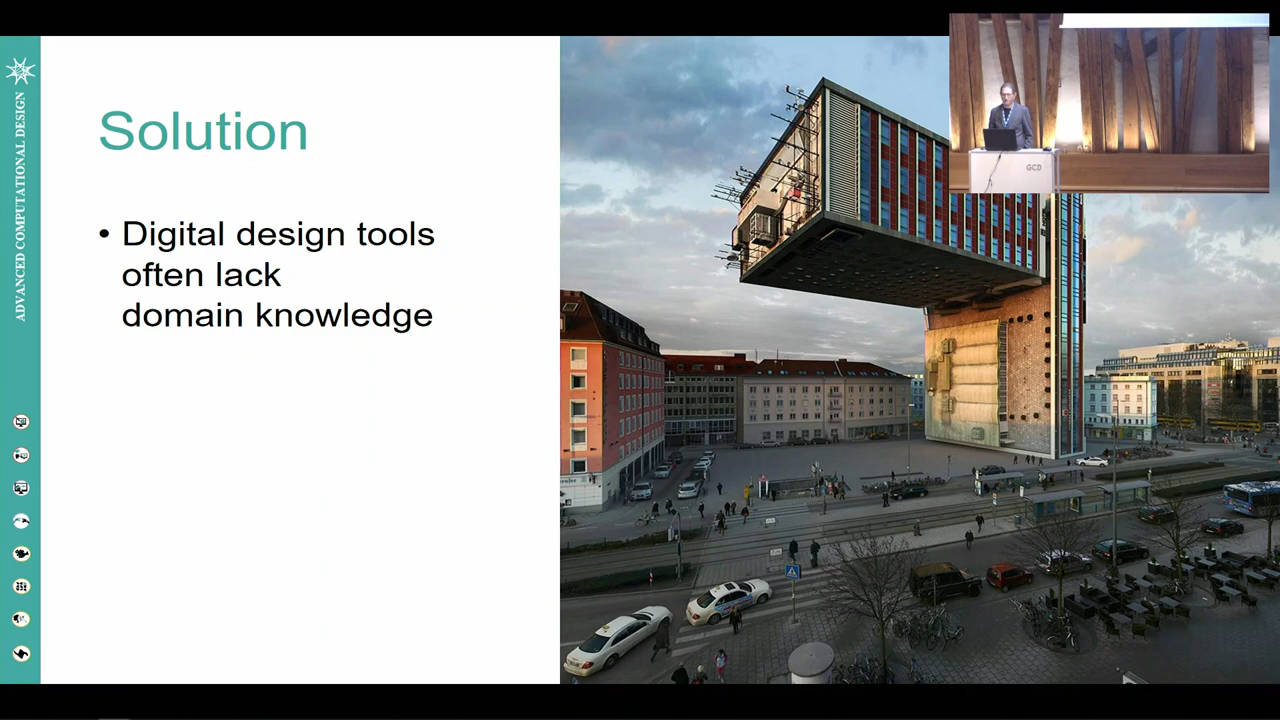 ADVANCED COMPUTATIONAL DESIGN
Solution
• Digital design tools
often lack
domain knowledge
GCD